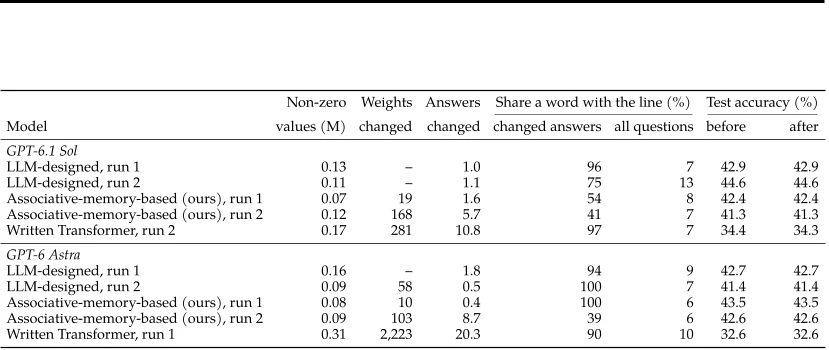 Non-zero Weights Answers Share a word with the line (%) Test accuracy (%)
Model values (M) changed changed changed answers all questions before after
GPT-6.1 Sol
LLM-designed, run 1 0.13 – 1.0 96 7 42.9 42.9
LLM-designed, run 2 0.11 – 1.1 75 13 44.6 44.6
Associative-memory-based (ours), run 1 0.07 19 1.6 54 8 42.4 42.4
Associative-memory-based (ours), run 2 0.12 168 5.7 41 7 41.3 41.3
Written Transformer, run 2 0.17 281 10.8 97 7 34.4 34.3
GPT-6 Astra
LLM-designed, run 1 0.16 – 1.8 94 9 42.7 42.7
LLM-designed, run 2 0.09 58 0.5 100 7 41.4 41.4
Associative-memory-based (ours), run 1 0.08 10 0.4 100 6 43.5 43.5
Associative-memory-based (ours), run 2 0.09 103 8.7 39 6 42.6 42.6
Written Transformer, run 1 0.31 2,223 20.3 90 10 32.6 32.6